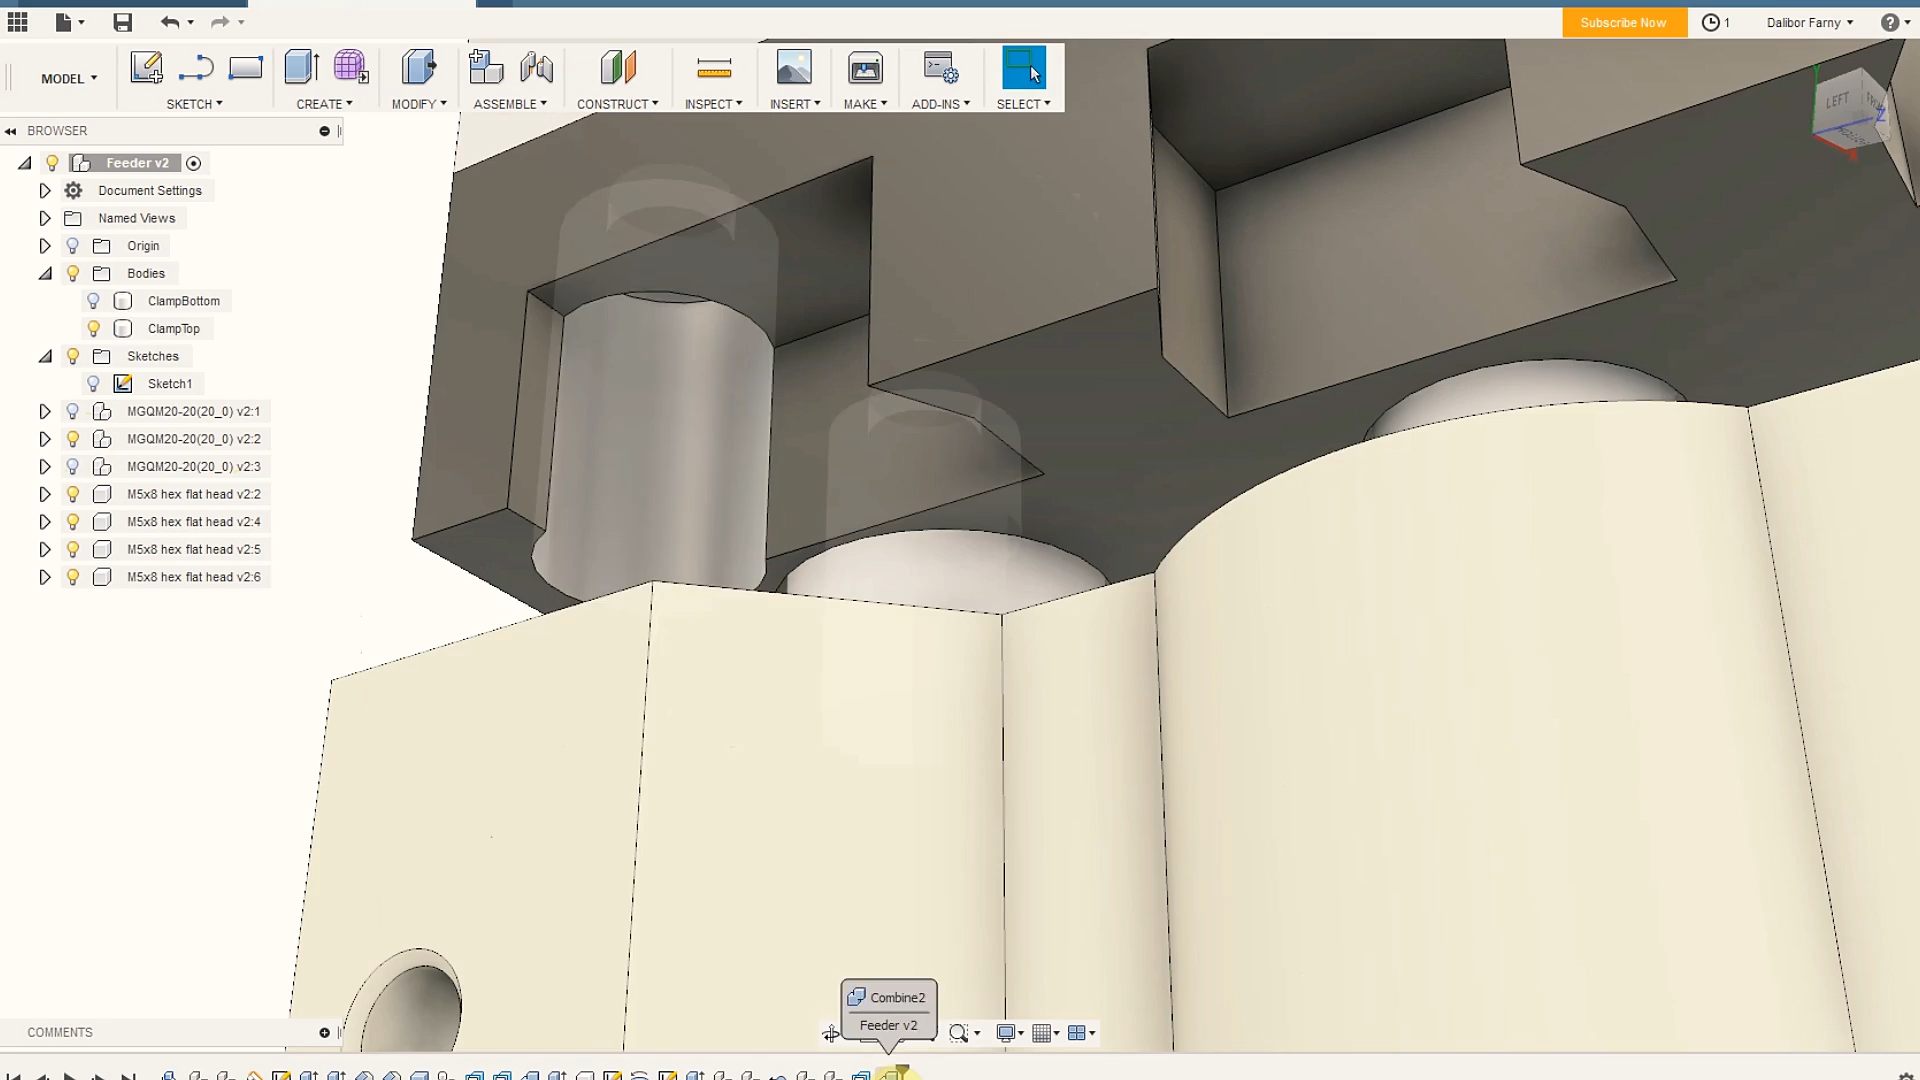 Subscribe Now
1
Dalibor Farny
MODEL
SKETCH
CREATE
MODIFY
ASSEMBLE
CONSTRUCT
INSPECT
INSERT
MAKE
ADD-INS
SELECT
LEFT
Z
BROWSER
Feeder v2
Document Settings
Named Views
Origin
Bodies
ClampBottom
ClampTop
Sketches
Sketch1
MGQM20-20(20_0) v2:1
MGQM20-20(20_0) v2:2
MGQM20-20(20_0) v2:3
M5x8 hex flat head v2:2
M5x8 hex flat head v2:4
M5x8 hex flat head v2:5
M5x8 hex flat head v2:6
Combine2
Feeder v2
COMMENTS